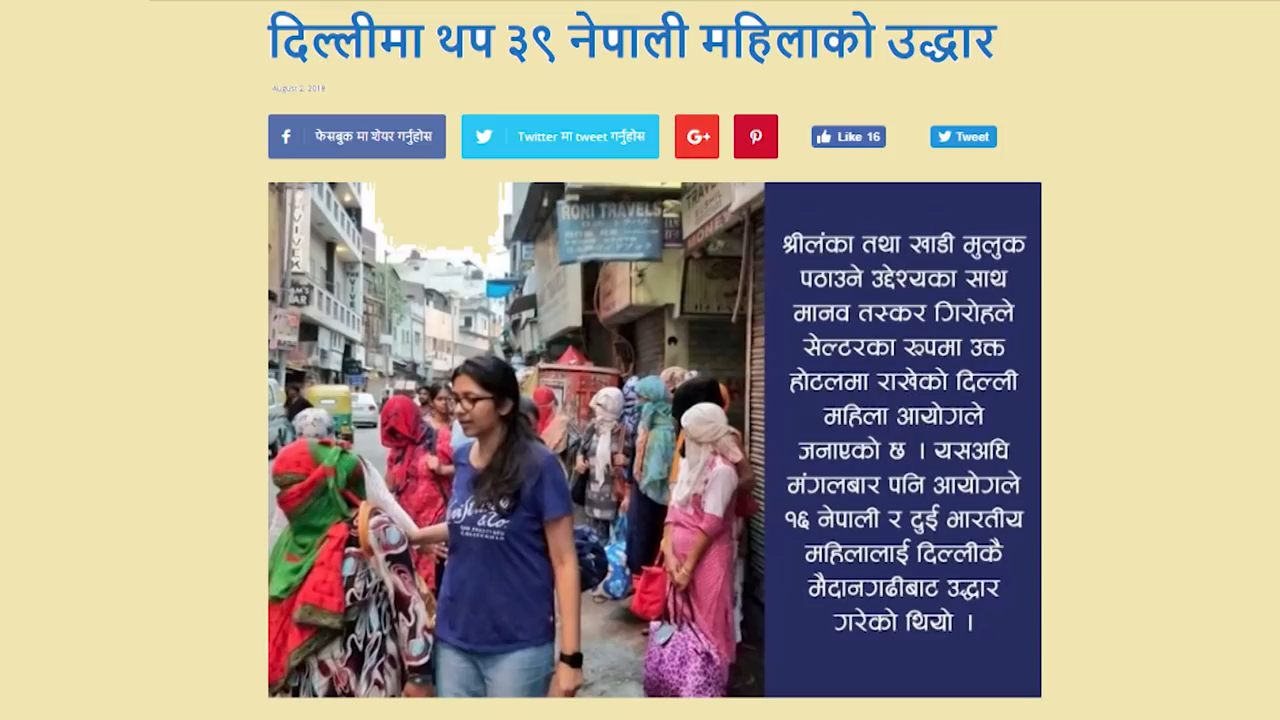 दिल्लीमा थप ३९ नेपाली महिलाको उद्धार
August 2, 2018
फेसबुक मा शेयर गर्नुहोस
Twitter मा tweet गर्नुहोस
G+
Like 16
Tweet
RONI TRAVELS
TRAVEL
MONEY
BAR
श्रीलंका तथा खाडी मुलुक
पठाउने उद्देश्यका साथ
मानव तस्कर गिरोहले
सेल्टरका रुपमा उक्त
होटलमा राखेको दिल्ली
महिला आयोगले
जनाएको छ । यसअघि
मंगलबार पनि आयोगले
१६ नेपाली र दुई भारतीय
महिलालाई दिल्लीकै
मैदानगढीबाट उद्धार
गरेको थियो ।